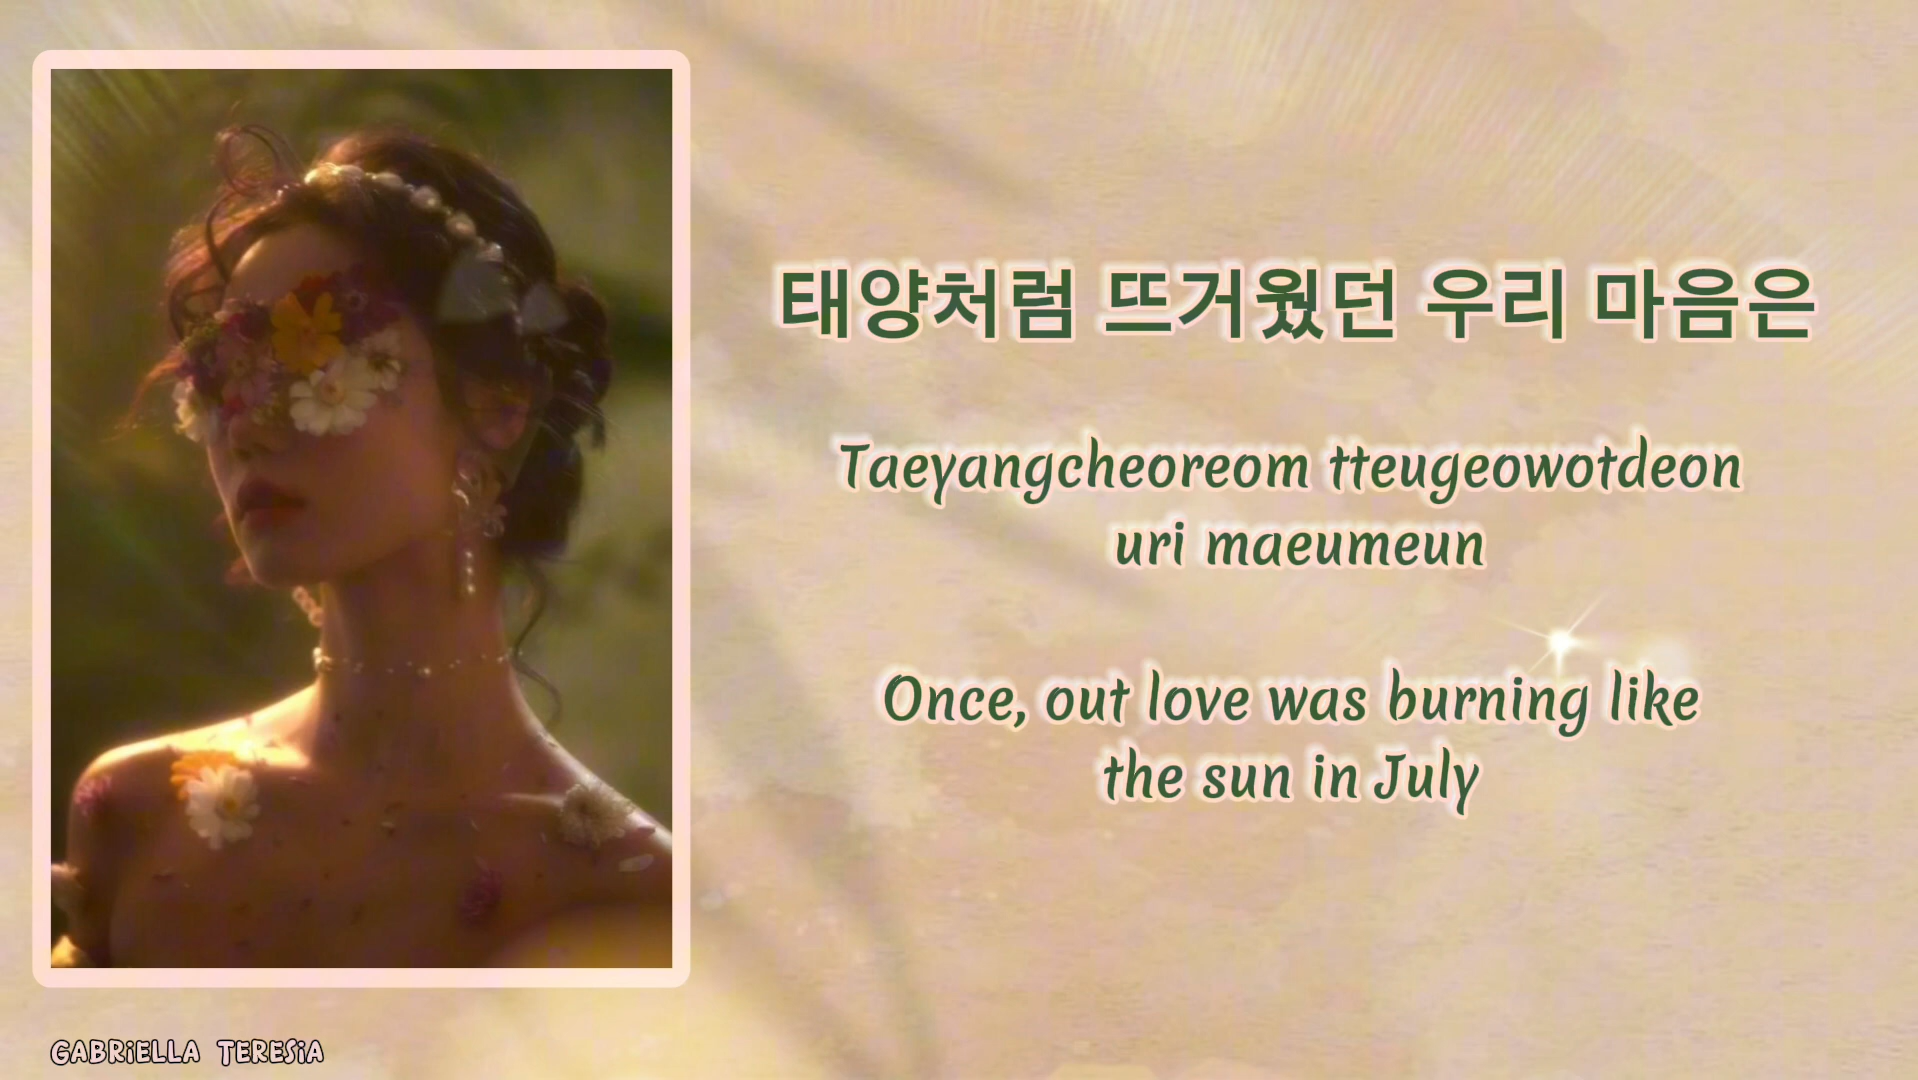 태양처럼 뜨거웠던 우리 마음은
Taeyangcheoreom tteugeowotdeon
uri maeumeun
Once, out love was burning like
the sun in July
GABRiELLA TERESiA